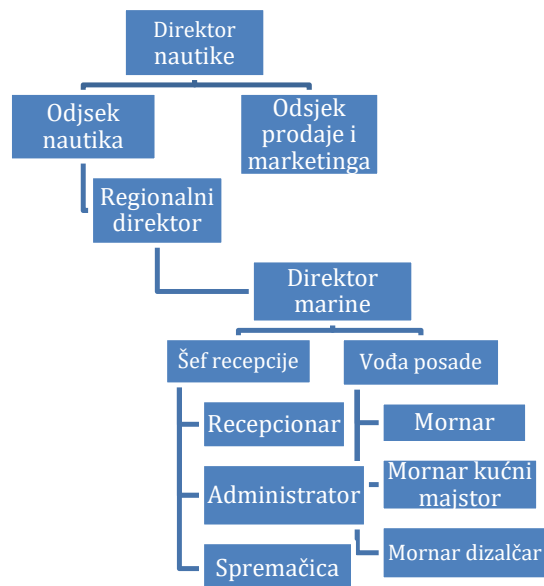 Direktor
nautike
Odjsek
nautika
Odsjek
prodaje i
marketinga
Regionalni
direktor
Direktor
marine
Šef recepcije
Vođa posade
Recepcionar
Mornar
Administrator
Mornar kućni
majstor
Spremačica
Mornar dizalčar